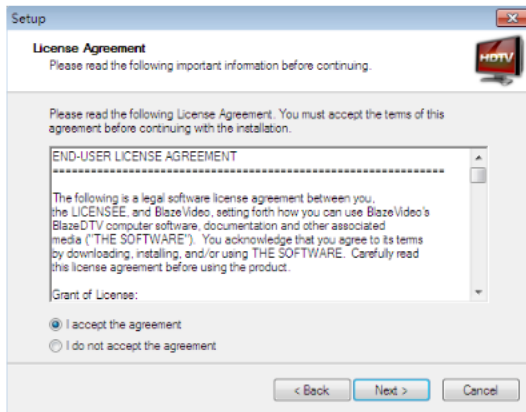 Setup
License Agreement
Please read the following important information before continuing.
HDTV
Please read the following License Agreement. You must accept the terms of this
agreement before continuing with the installation.
END-USER LICENSE AGREEMENT
======================================================
The following is a legal software license agreement between you,
the LICENSEE, and BlazeVideo, setting forth how you can use BlazeVideo's
BlazeDTV computer software, documentation and other associated
media ("THE SOFTWARE"). You acknowledge that you agree to its terms
by downloading, installing, and/or using THE SOFTWARE. Carefully read
this license agreement before using the product.
Grant of License:
I accept the agreement
I do not accept the agreement
< Back Next > Cancel